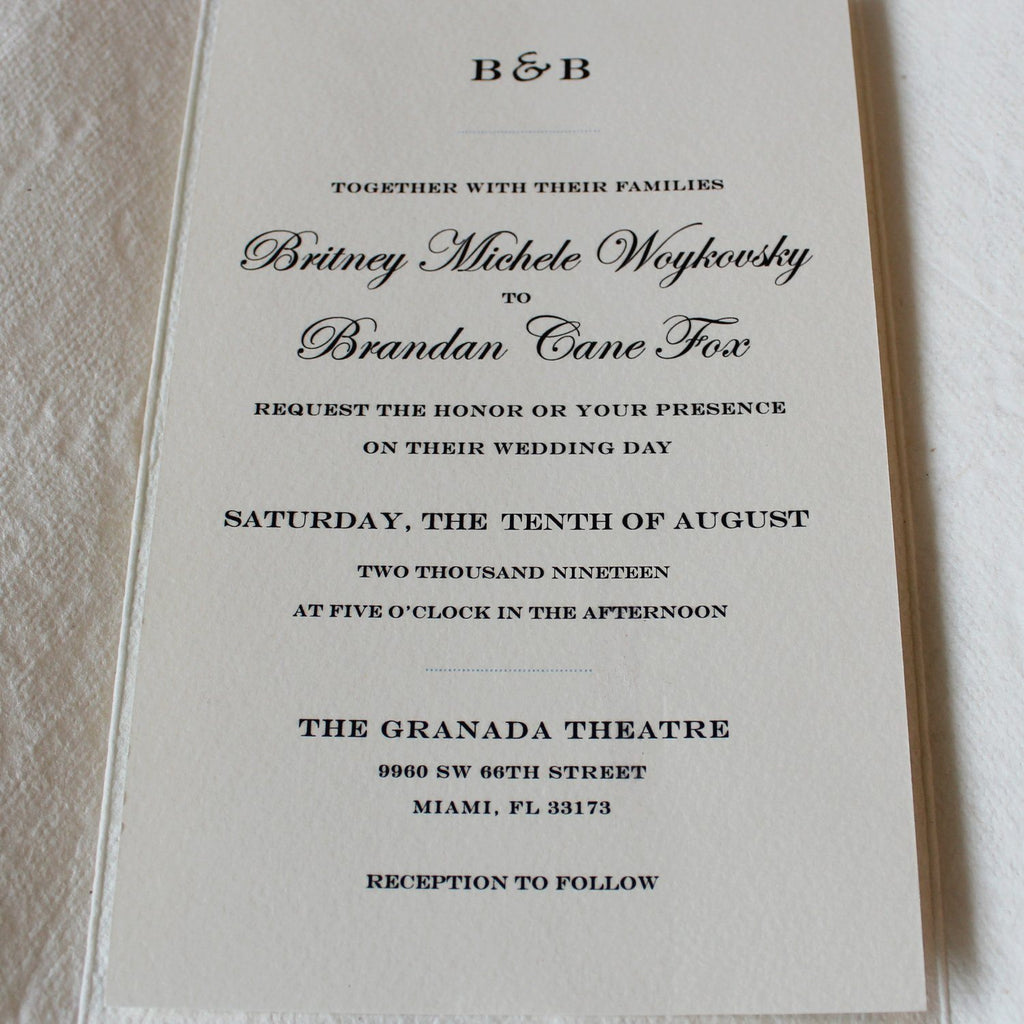 B & B
TOGETHER WITH THEIR FAMILIES
Britney Michele Woykovsky
TO
Brandan Cane Fox
REQUEST THE HONOR OR YOUR PRESENCE
ON THEIR WEDDING DAY
SATURDAY, THE TENTH OF AUGUST
TWO THOUSAND NINETEEN
AT FIVE O'CLOCK IN THE AFTERNOON
THE GRANADA THEATRE
9960 SW 66TH STREET
MIAMI, FL 33173
RECEPTION TO FOLLOW